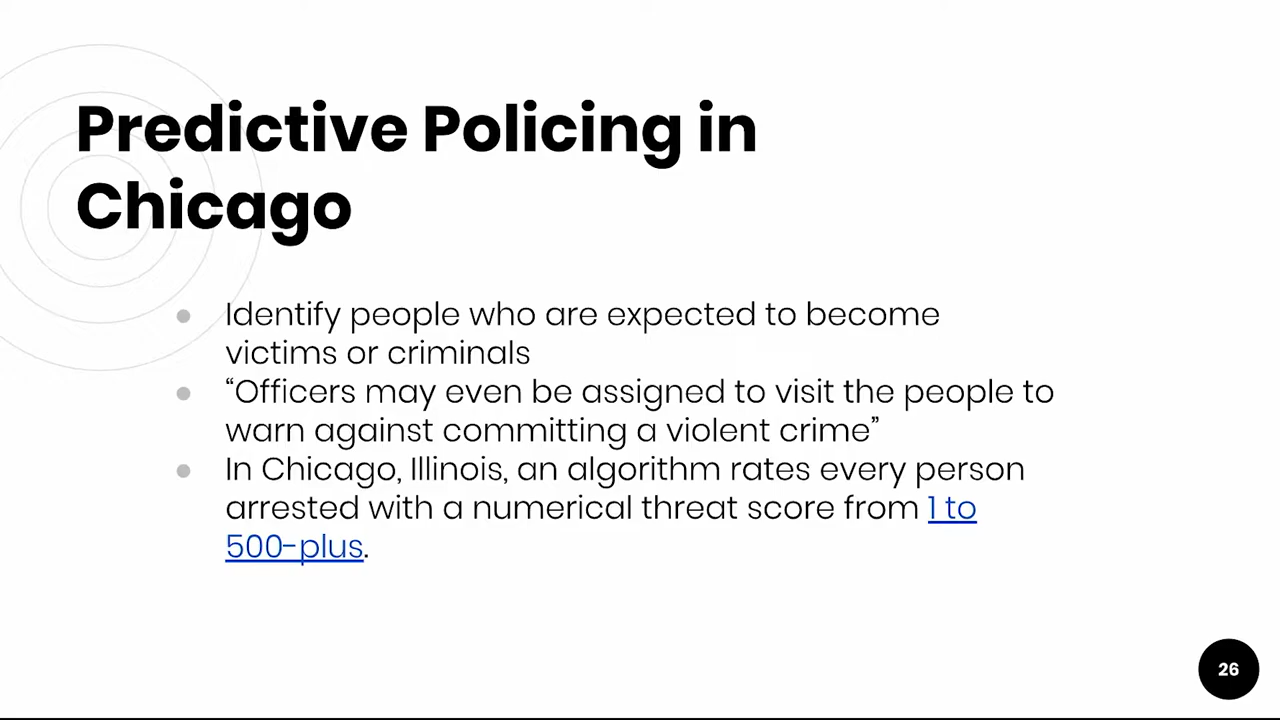 Predictive Policing in
Chicago
● Identify people who are expected to become
victims or criminals
● “Officers may even be assigned to visit the people to
warn against committing a violent crime”
● In Chicago, Illinois, an algorithm rates every person
arrested with a numerical threat score from 1 to
500-plus.
26